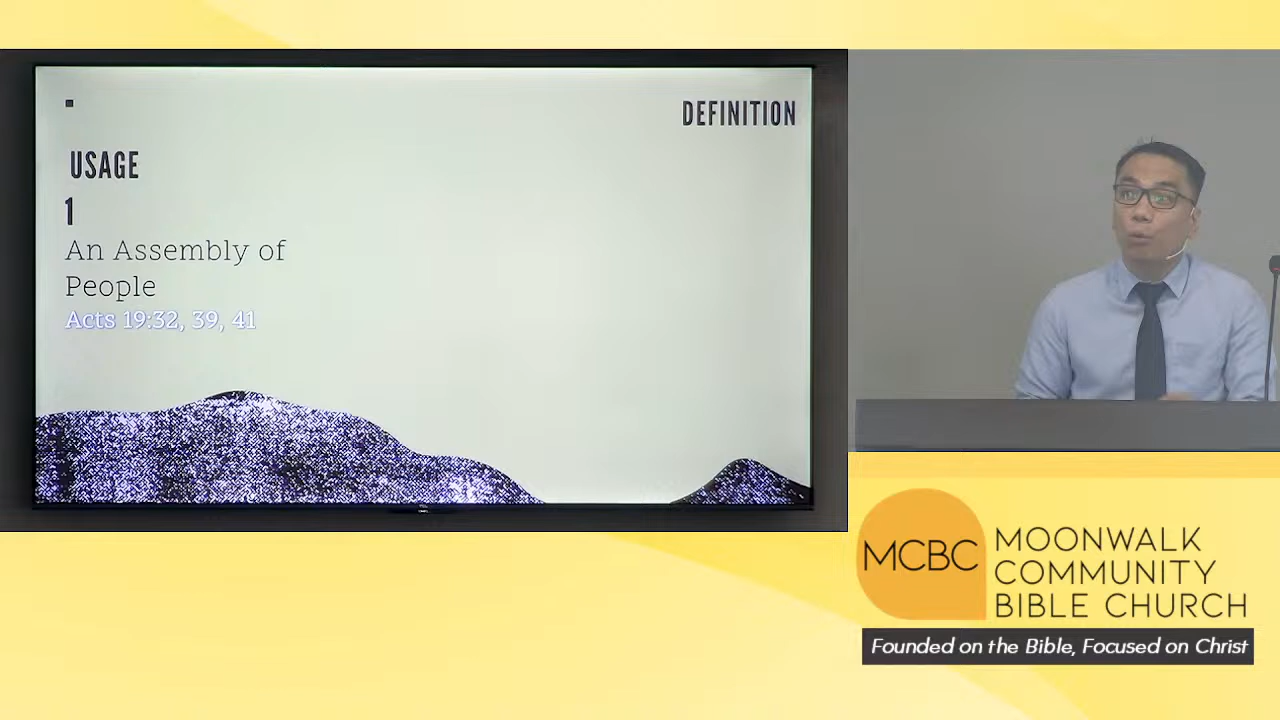 DEFINITION
USAGE
1
An Assembly of
People
Acts 19:32, 39, 41
MCBC
MOONWALK
COMMUNITY
BIBLE CHURCH
Founded on the Bible, Focused on Christ